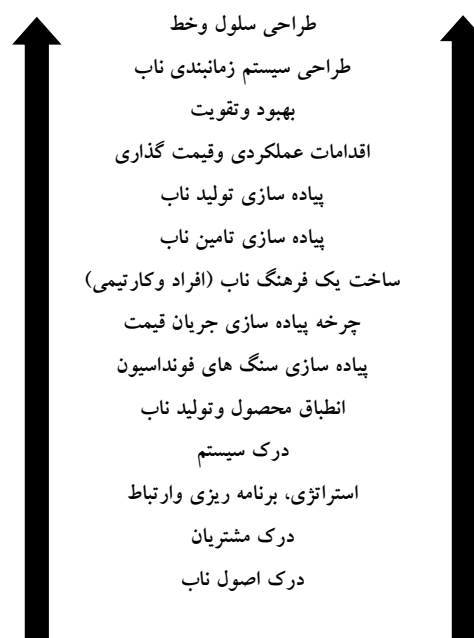 طراحی سلول وخط
طراحی سیستم زمانبندی ناب
بهبود وتقویت
اقدامات عملکردی وقیمت گذاری
پیاده سازی تولید ناب
پیاده سازی تامین ناب
ساخت یک فرهنگ ناب (افراد وکارتیمی)
چرخه پیاده سازی جریان قیمت
پیاده سازی سنگ های فونداسیون
انطباق محصول وتولید ناب
درک سیستم
استراتژی، برنامه ریزی وارتباط
درک مشتریان
درک اصول ناب